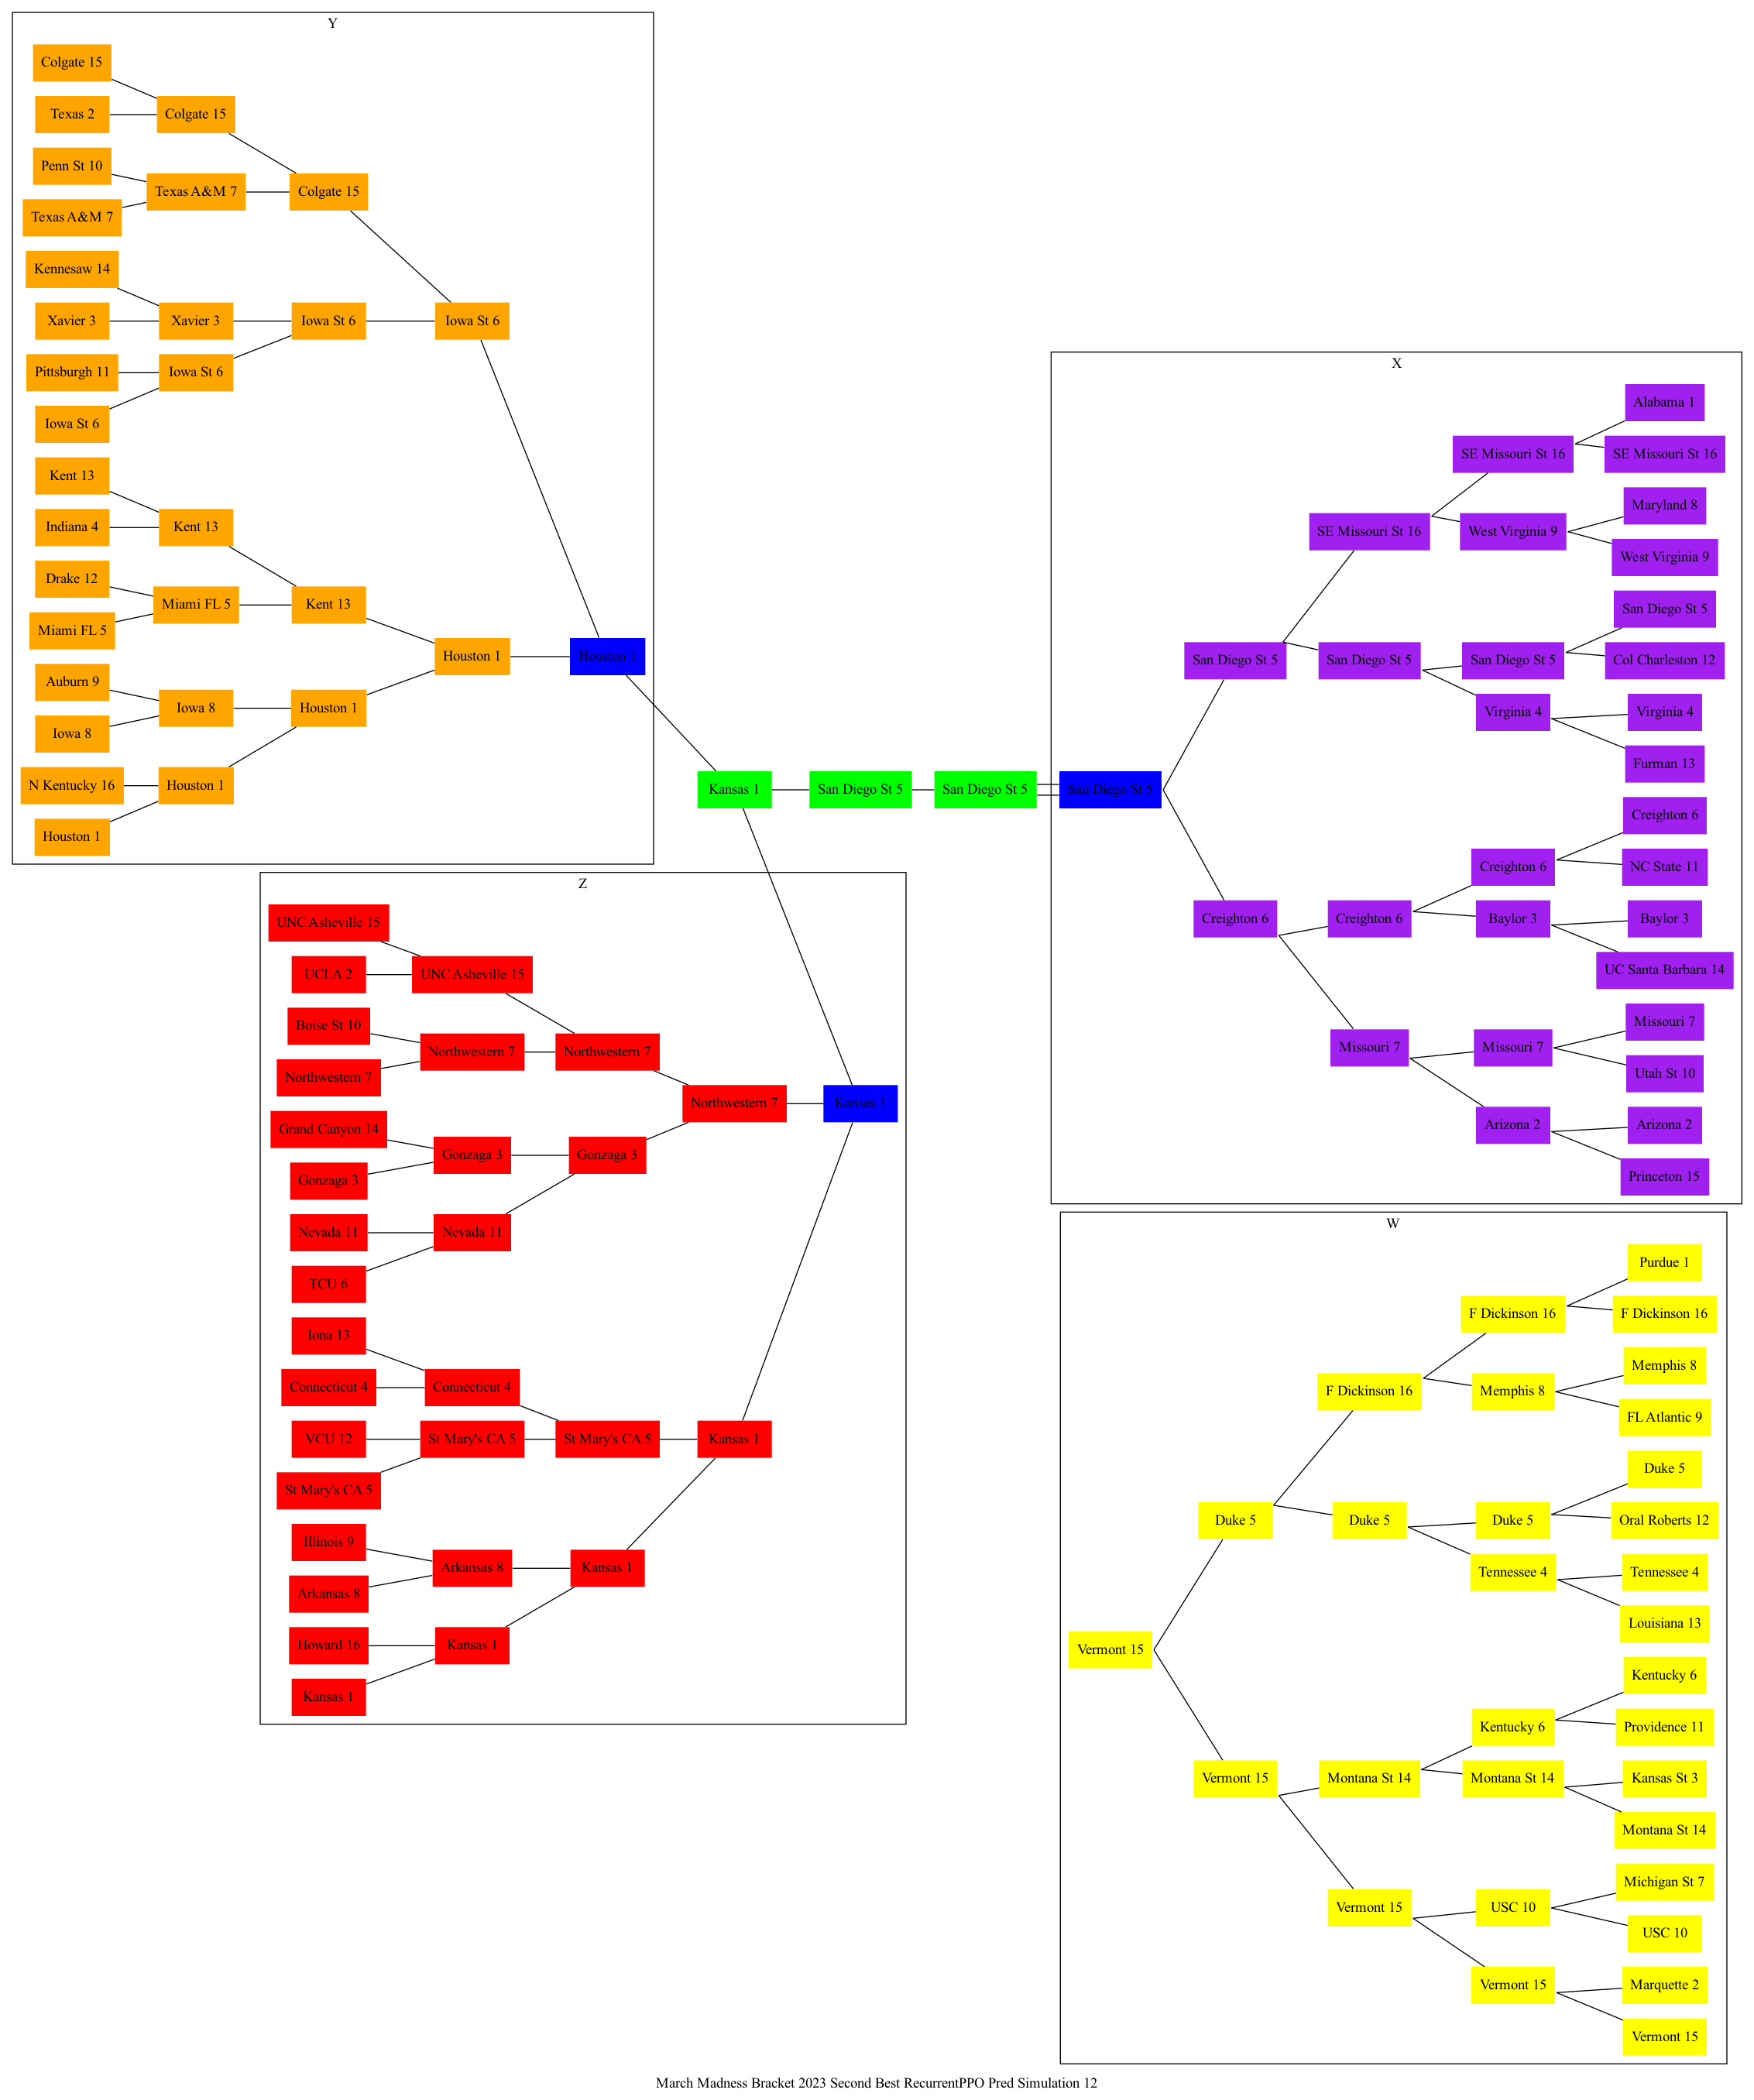 Y
Colgate 15
Texas 2
Penn St 10
Texas A&M 7
Kennesaw 14
Xavier 3
Pittsburgh 11
Iowa St 6
Kent 13
Indiana 4
Drake 12
Miami FL 5
Auburn 9
Iowa 8
N Kentucky 16
Houston 1
Colgate 15
Texas A&M 7
Xavier 3
Iowa St 6
Kent 13
Miami FL 5
Iowa 8
Houston 1
Colgate 15
Iowa St 6
Kent 13
Houston 1
Iowa St 6
Houston 1
Houston 1
Kansas 1
San Diego St 5
San Diego St 5
San Diego St 5
X
San Diego St 5
Creighton 6
SE Missouri St 16
San Diego St 5
Creighton 6
Missouri 7
SE Missouri St 16
West Virginia 9
San Diego St 5
Virginia 4
Creighton 6
Baylor 3
Missouri 7
Arizona 2
Alabama 1
SE Missouri St 16
Maryland 8
West Virginia 9
San Diego St 5
Col Charleston 12
Virginia 4
Furman 13
Creighton 6
NC State 11
Baylor 3
UC Santa Barbara 14
Missouri 7
Utah St 10
Arizona 2
Princeton 15
Z
UNC Asheville 15
UCLA 2
Boise St 10
Northwestern 7
Grand Canyon 14
Gonzaga 3
Nevada 11
TCU 6
Iona 13
Connecticut 4
VCU 12
St Mary's CA 5
Illinois 9
Arkansas 8
Howard 16
Kansas 1
UNC Asheville 15
Northwestern 7
Gonzaga 3
Nevada 11
Connecticut 4
St Mary's CA 5
Arkansas 8
Kansas 1
Northwestern 7
Gonzaga 3
St Mary's CA 5
Kansas 1
Northwestern 7
Kansas 1
Kansas 1
W
Vermont 15
Duke 5
Vermont 15
F Dickinson 16
Duke 5
Montana St 14
Vermont 15
F Dickinson 16
Memphis 8
Duke 5
Tennessee 4
Kentucky 6
Montana St 14
USC 10
Vermont 15
Purdue 1
F Dickinson 16
Memphis 8
FL Atlantic 9
Duke 5
Oral Roberts 12
Tennessee 4
Louisiana 13
Kentucky 6
Providence 11
Kansas St 3
Montana St 14
Michigan St 7
USC 10
Marquette 2
Vermont 15
March Madness Bracket 2023 Second Best RecurrentPPO Pred Simulation 12